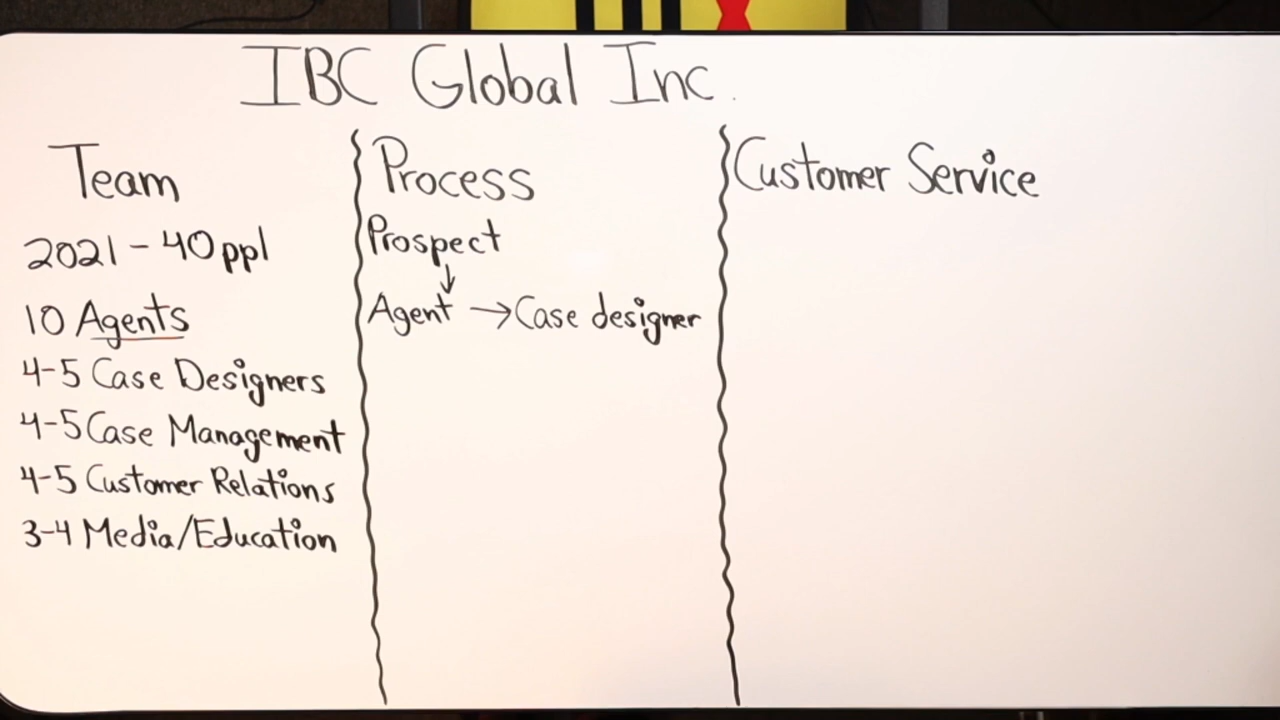 IBC Global Inc.
Team
2021 - 40 ppl
10 Agents
4-5 Case Designers
4-5 Case Management
4-5 Customer Relations
3-4 Media/Education
Process
Prospect
↓
Agent → Case designer
Customer Service